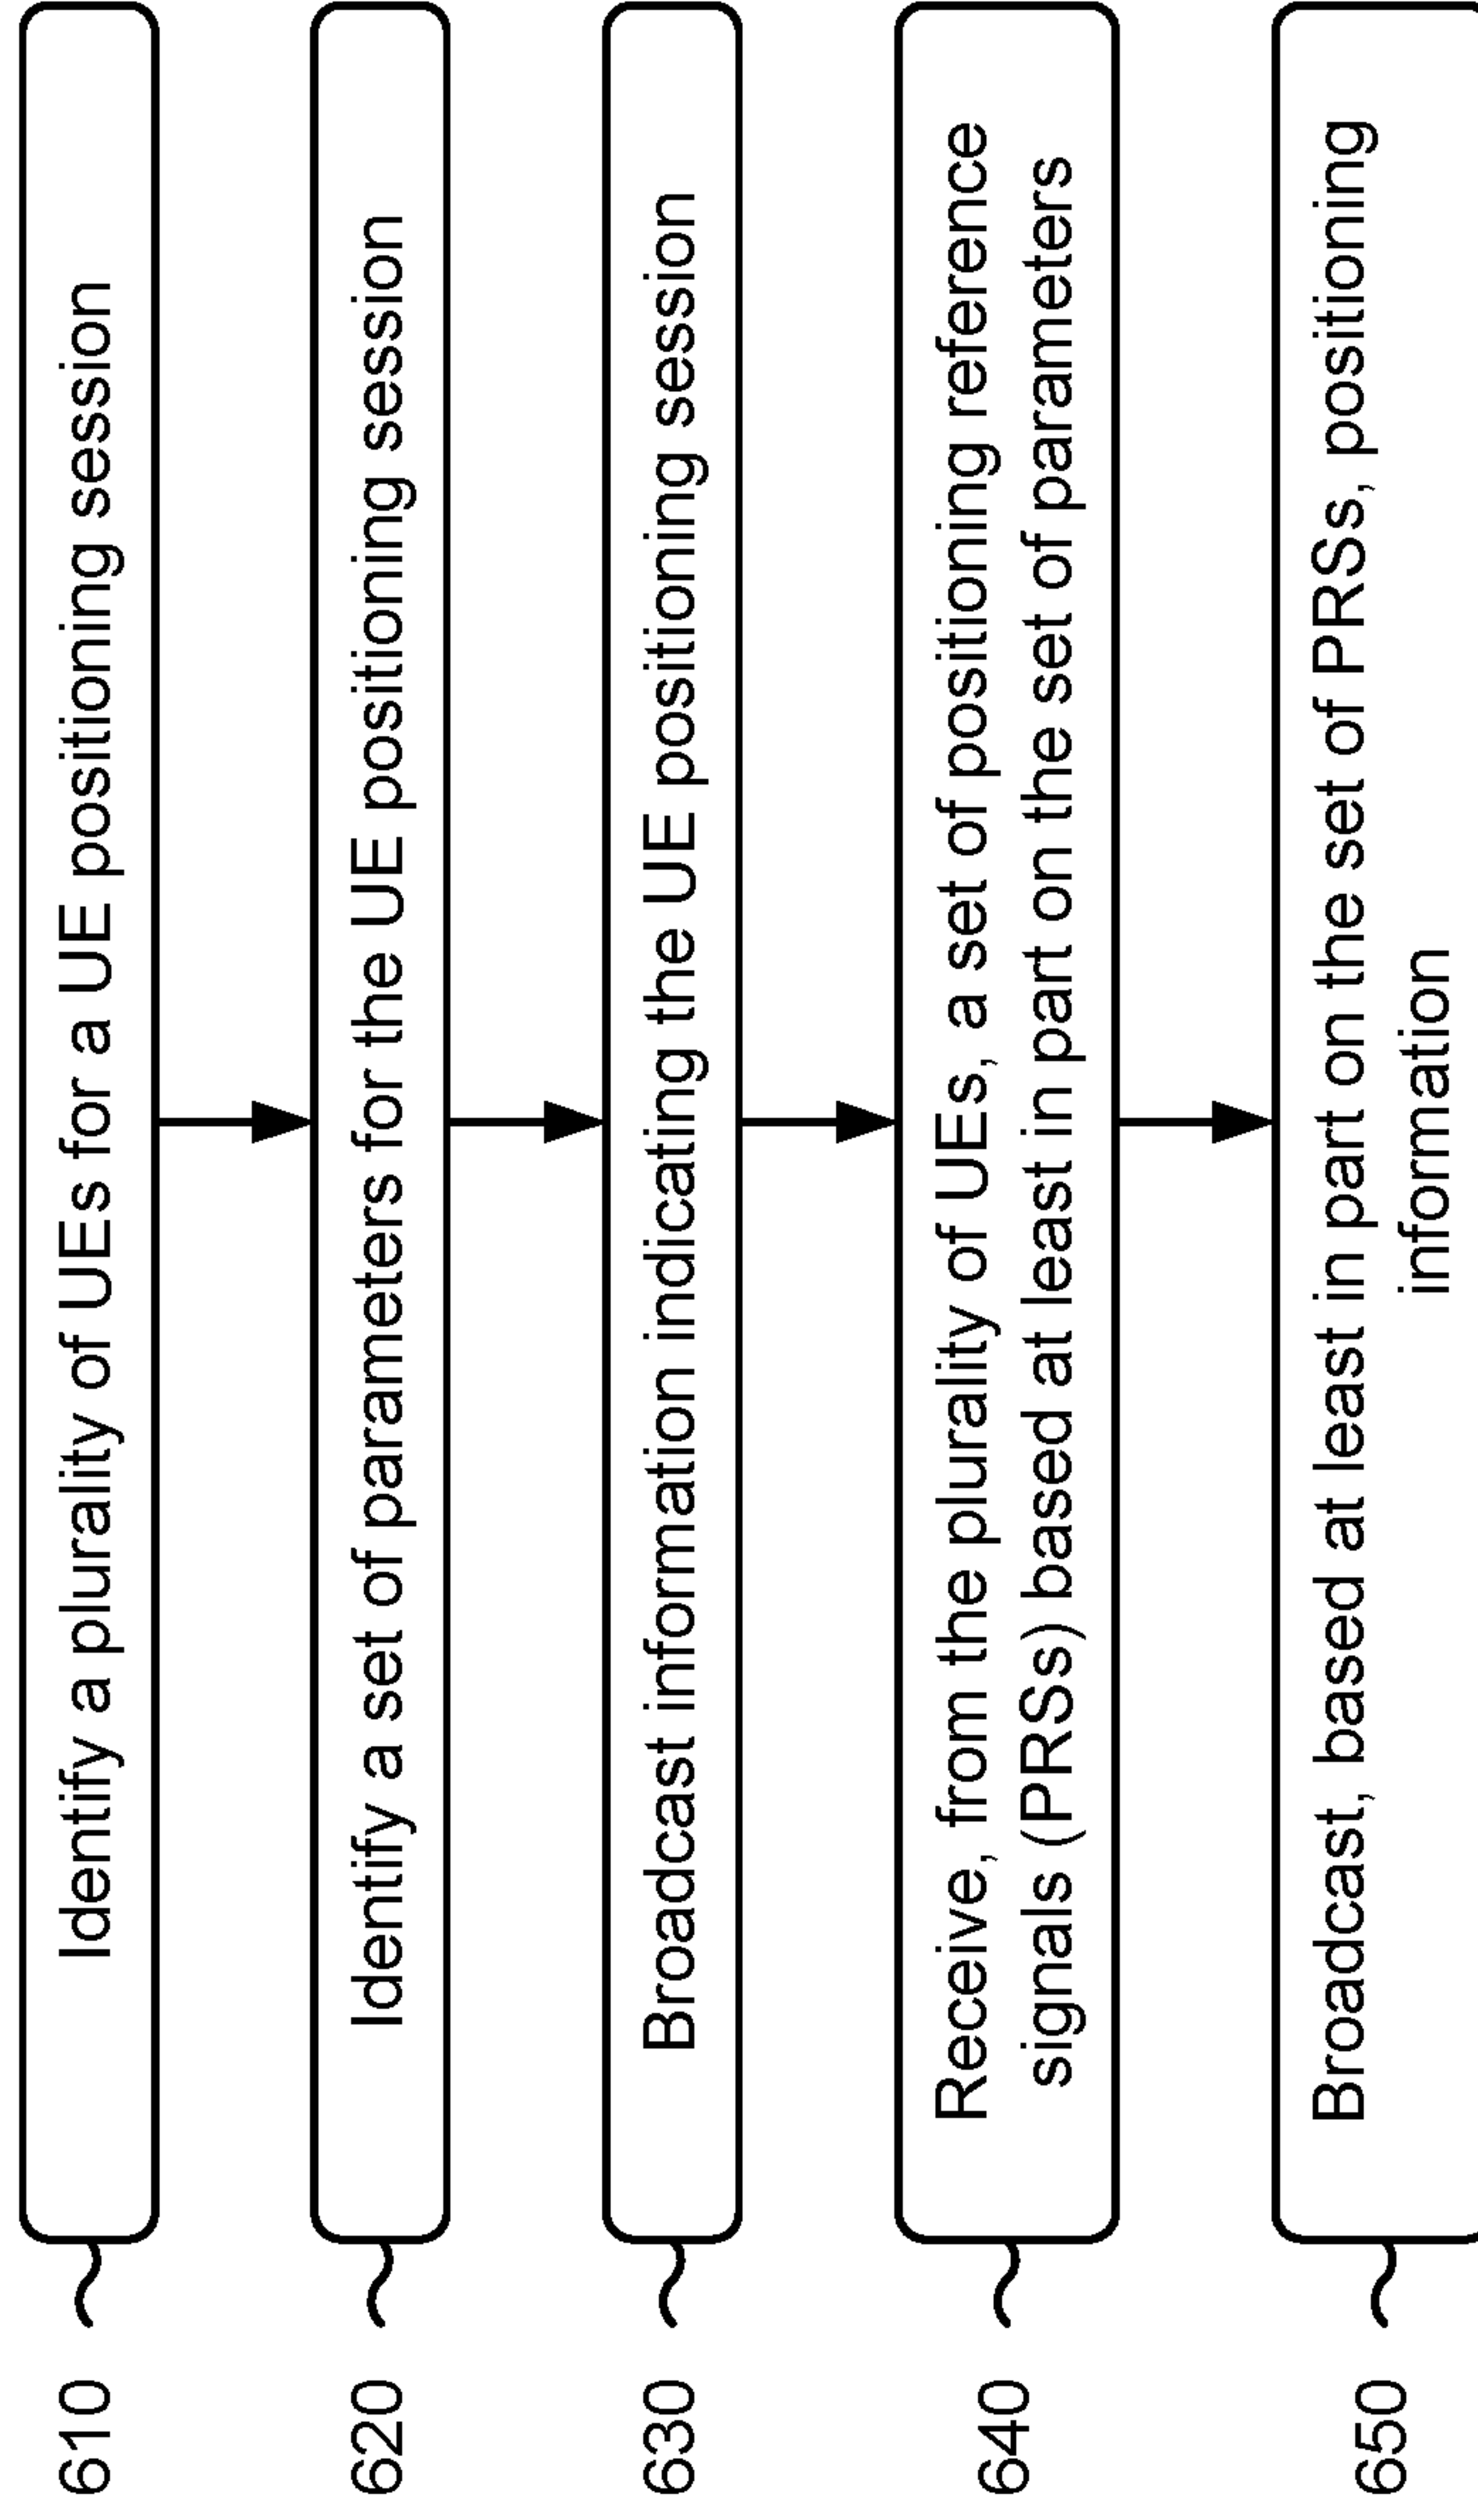 610
Identify a plurality of UEs for a UE positioning session
620
Identify a set of parameters for the UE positioning session
630
Broadcast information indicating the UE positioning session
640
Receive, from the plurality of UEs, a set of positioning reference
signals (PRSs) based at least in part on the set of parameters
650
Broadcast, based at least in part on the set of PRSs, positioning
information